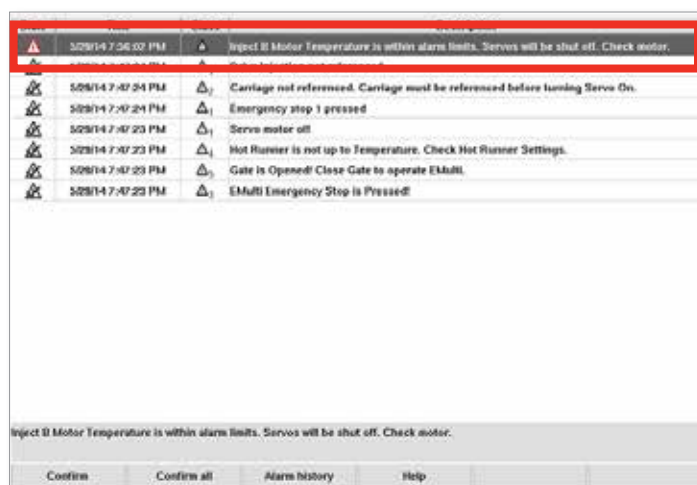 5/29/14 7:56:02 PM Inject B Motor Temperature is within alarm limits. Servos will be shut off. Check motor.
5/29/14 7:47:24 PM 2 Carriage not referenced. Carriage must be referenced before turning Servo On.
5/29/14 7:47:24 PM 1 Emergency stop 1 pressed
5/29/14 7:47:23 PM 1 Servo motor off
5/29/14 7:47:23 PM 4 Hot Runner is not up to Temperature. Check Hot Runner Settings.
5/29/14 7:47:23 PM Gate is Opened! Close Gate to operate EMulti.
5/29/14 7:47:23 PM EMulti Emergency Stop is Pressed!
Inject B Motor Temperature is within alarm limits. Servos will be shut off. Check motor.
Confirm Confirm all Alarm history Help